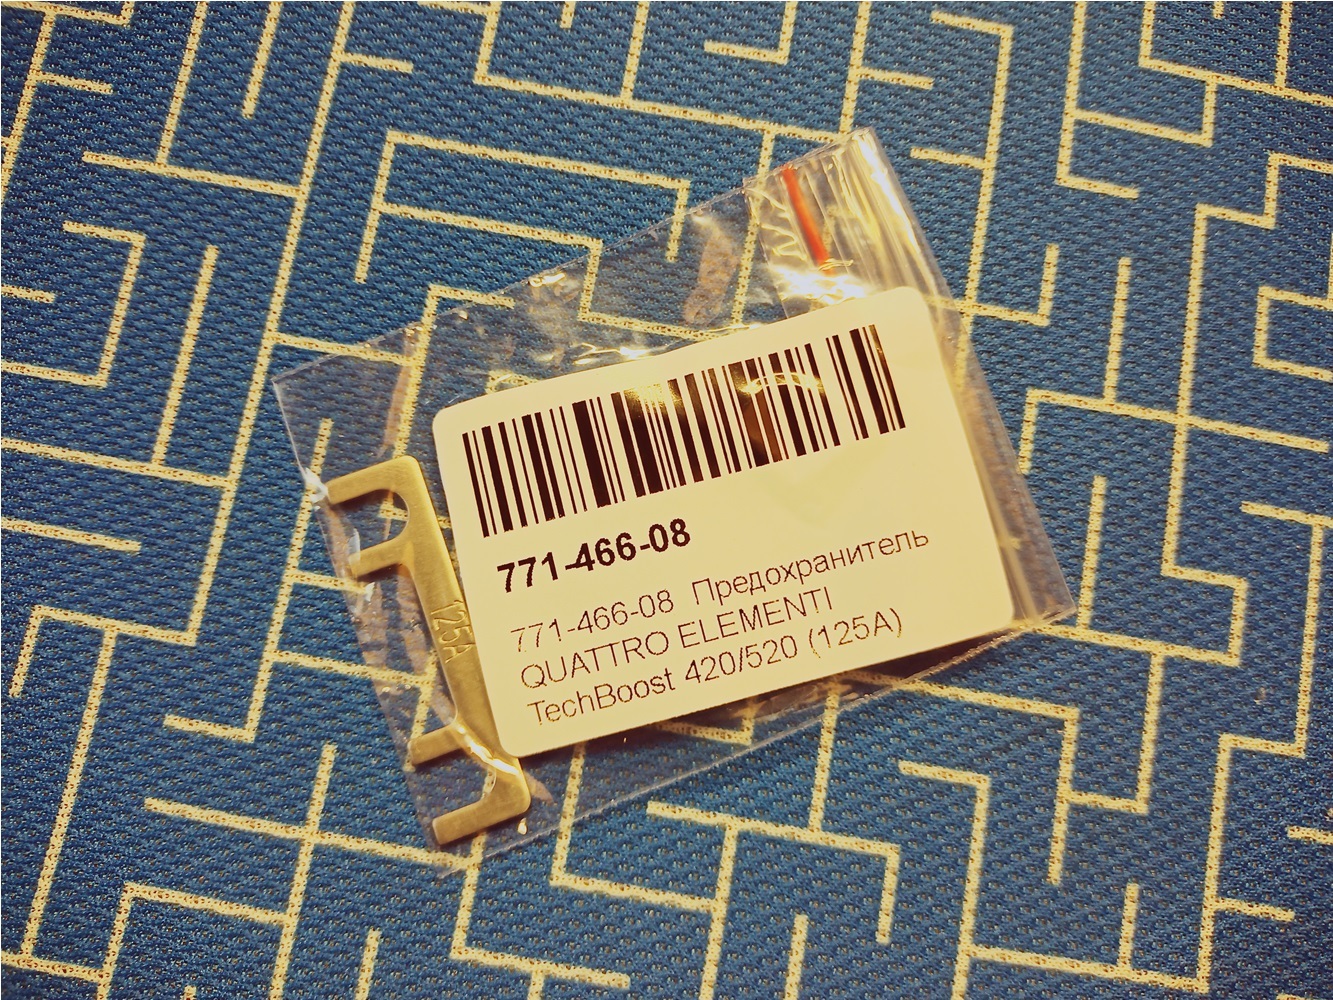 771-466-08
771-466-08 Предохранитель
QUATTRO ELEMENTI
TechBoost 420/520 (125A)
125A